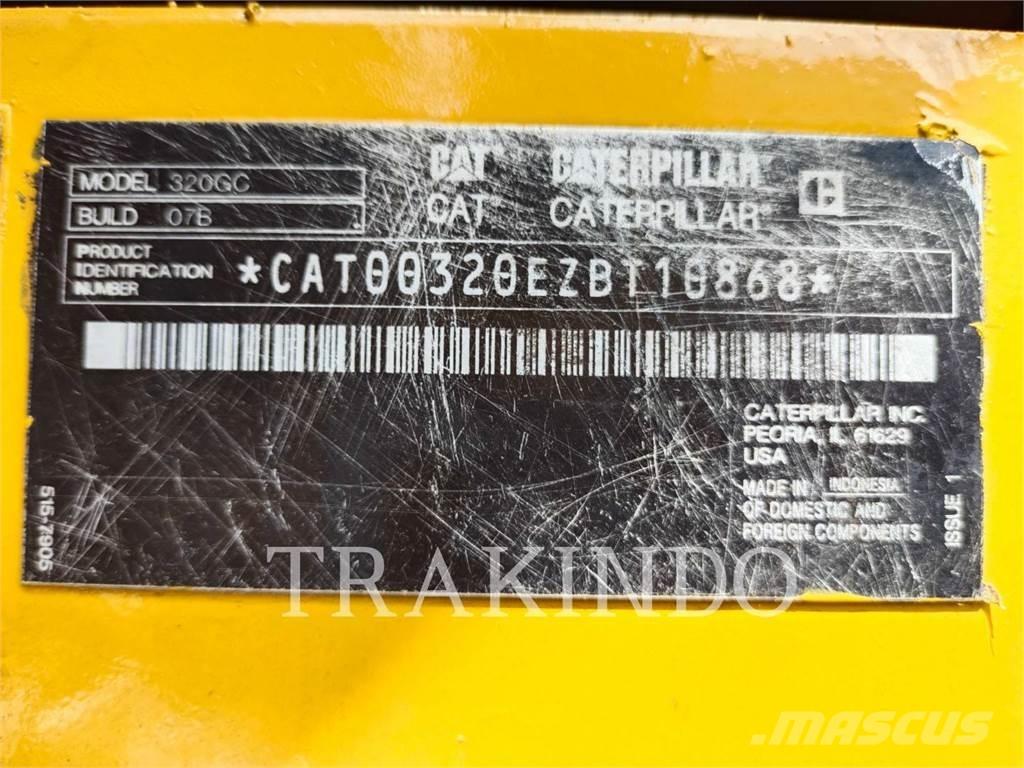 MODEL 320GC
BUILD 07B
CAT® CATERPILLAR
CAT® CATERPILLAR®
PRODUCT
IDENTIFICATION
NUMBER
*CAT00320EZBT10868*
CATERPILLAR INC.
PEORIA, IL 61629
USA
MADE IN INDONESIA
OF DOMESTIC AND
FOREIGN COMPONENTS
515-7905
ISSUE 1
TRAKINDO
MASCUS